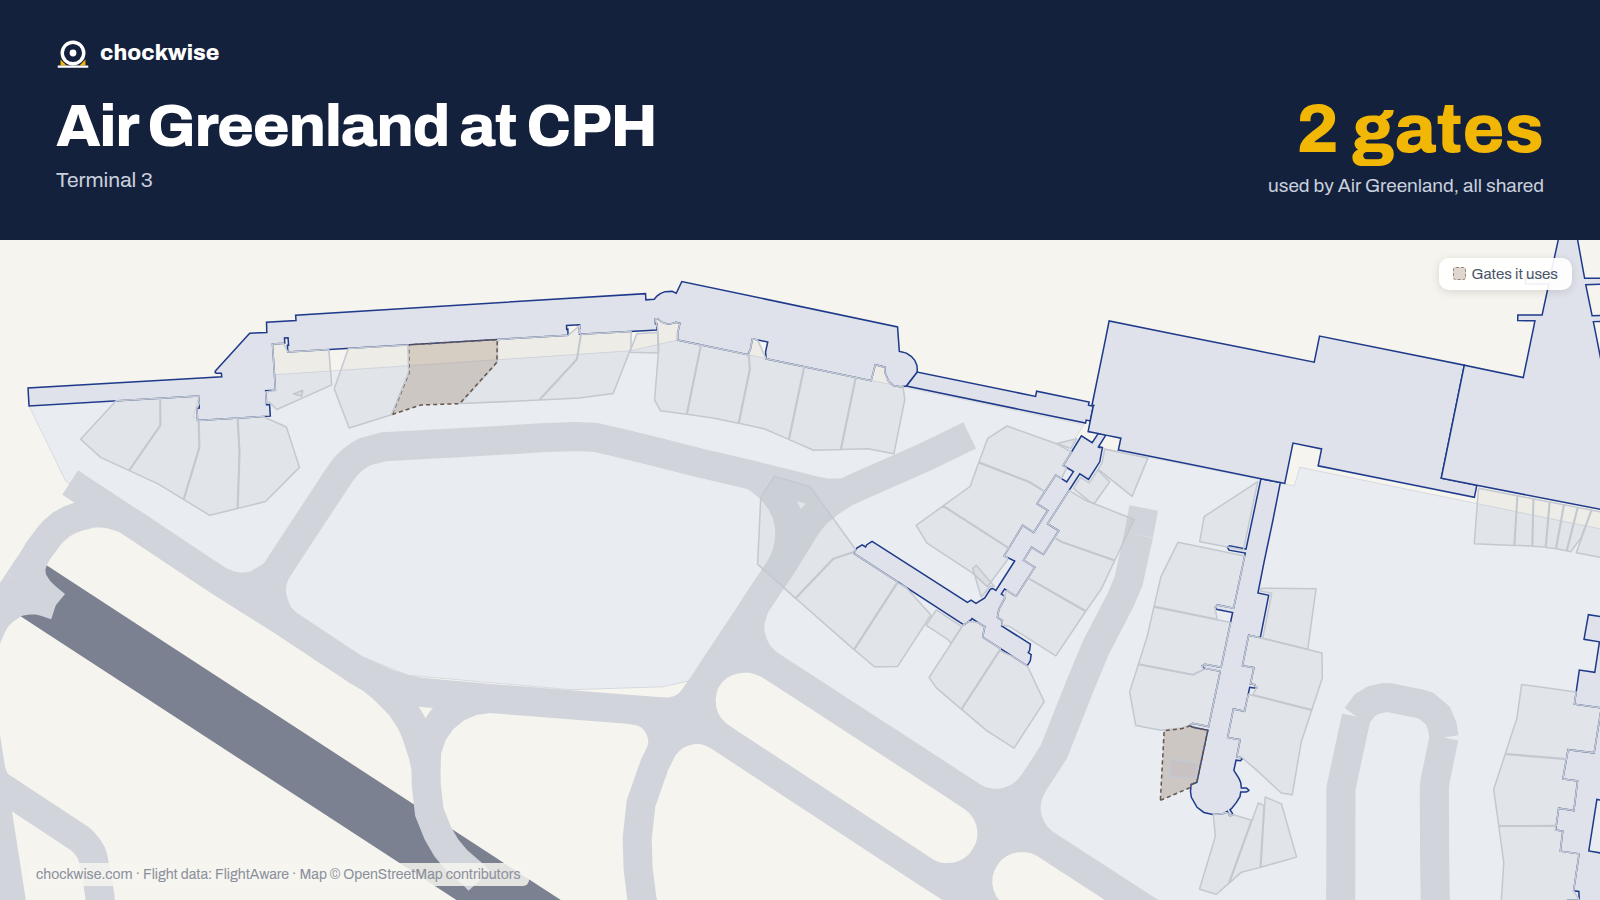 chockwise
Air Greenland at CPH
Terminal 3
2 gates
used by Air Greenland, all shared
Gates it uses
chockwise.com · Flight data: FlightAware · Map © OpenStreetMap contributors